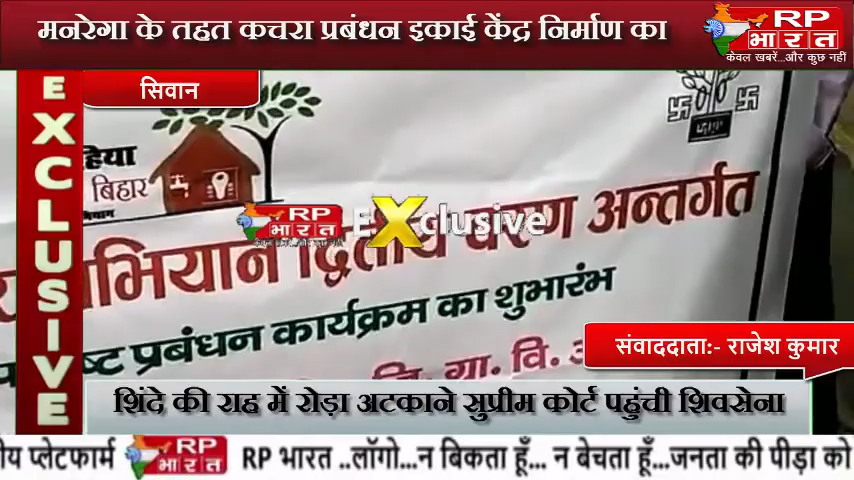 मनरेगा के तहत कचरा प्रबंधन इकाई केंद्र निर्माण का
RP
भारत
केवल खबरें...और कुछ नहीं
EXCLUSIVE
सिवान
हिया
बिहार
RP
भारत
Exclusive
भियान द्वितीय चरण अन्तर्गत
ष्ट प्रबंधन कार्यक्रम का शुभारंभ
ग्रा. वि.
संवाददाता:- राजेश कुमार
शिंदे की राह में रोड़ा अटकाने सुप्रीम कोर्ट पहुंची शिवसेना
ीय प्लेटफार्म RP भारत RP भारत ..लॉगो...न बिकता हूँ... न बेचता हूँ...जनता की पीड़ा को